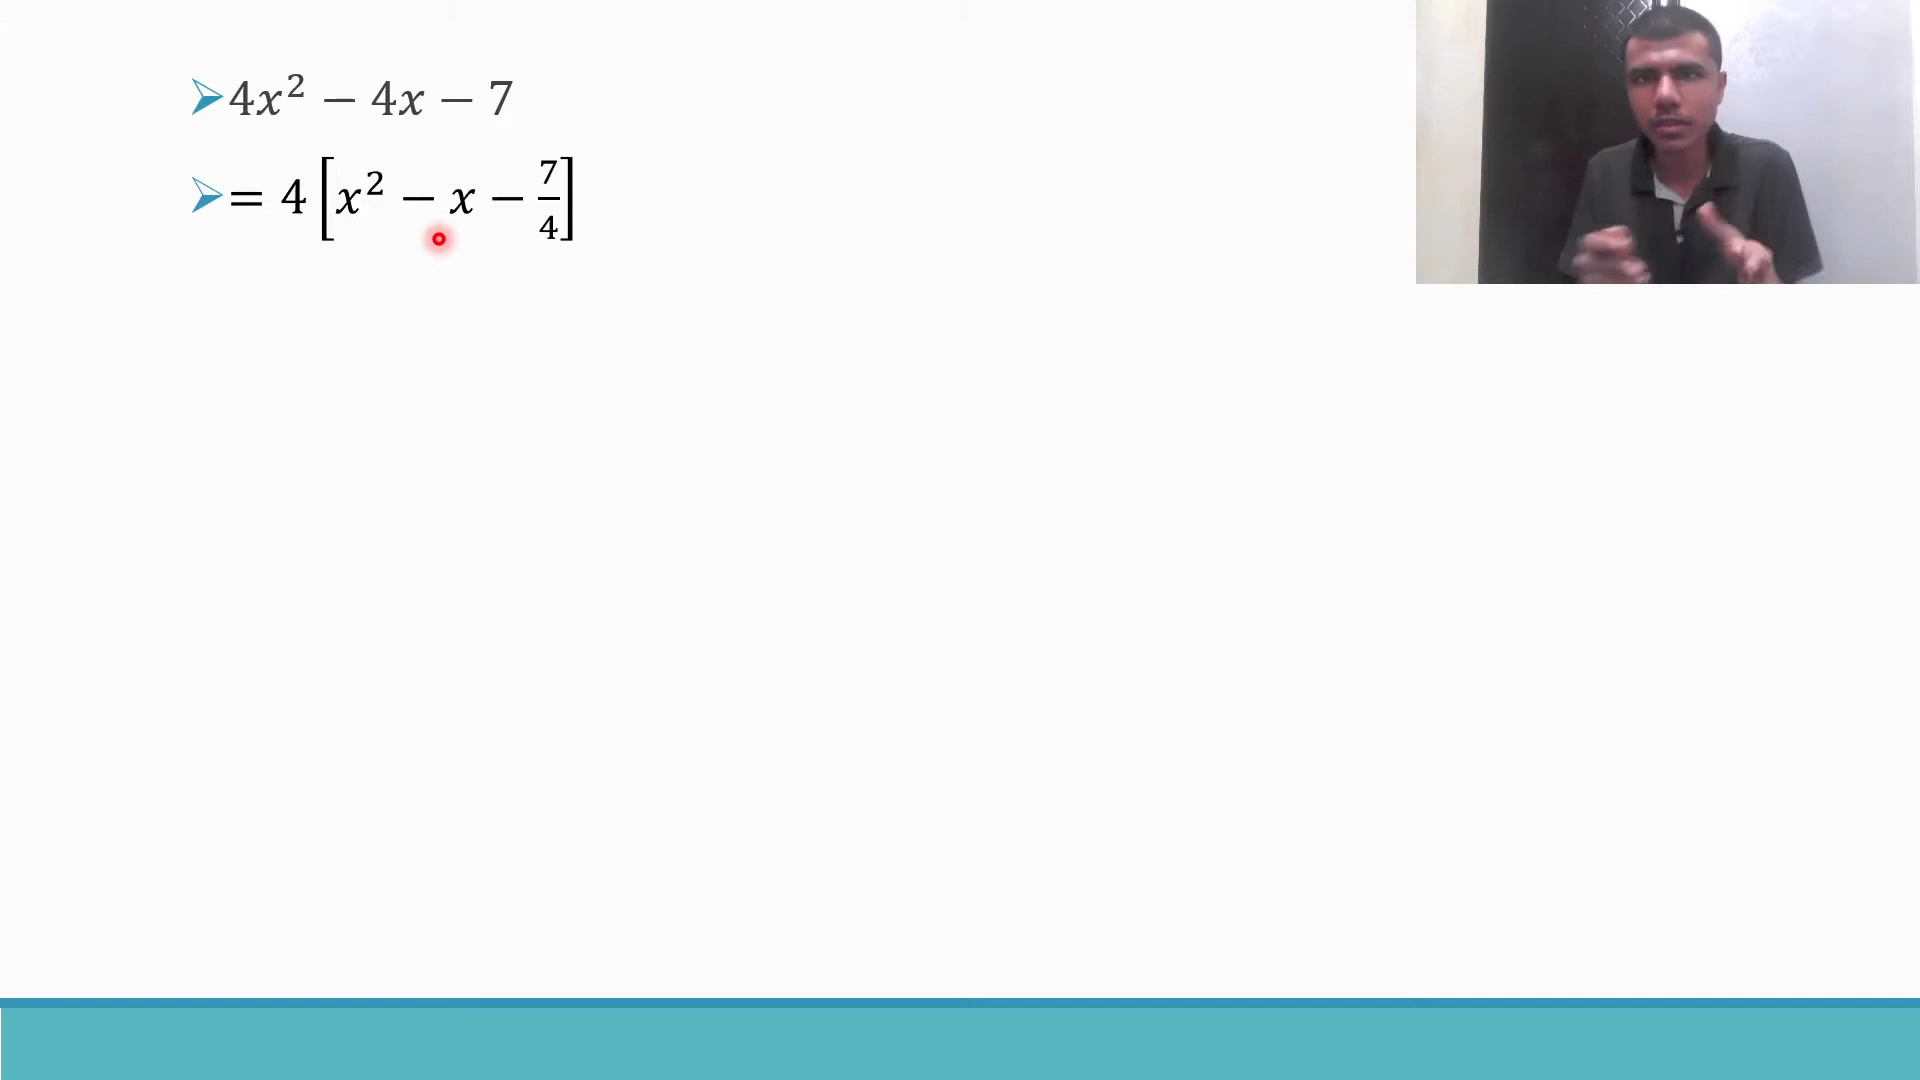 4x² − 4x − 7
= 4 [x² − x − 7/4]